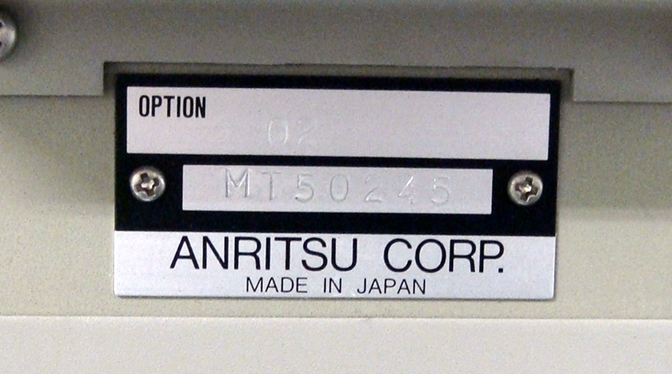 OPTION
02
MT50245
ANRITSU CORP.
MADE IN JAPAN